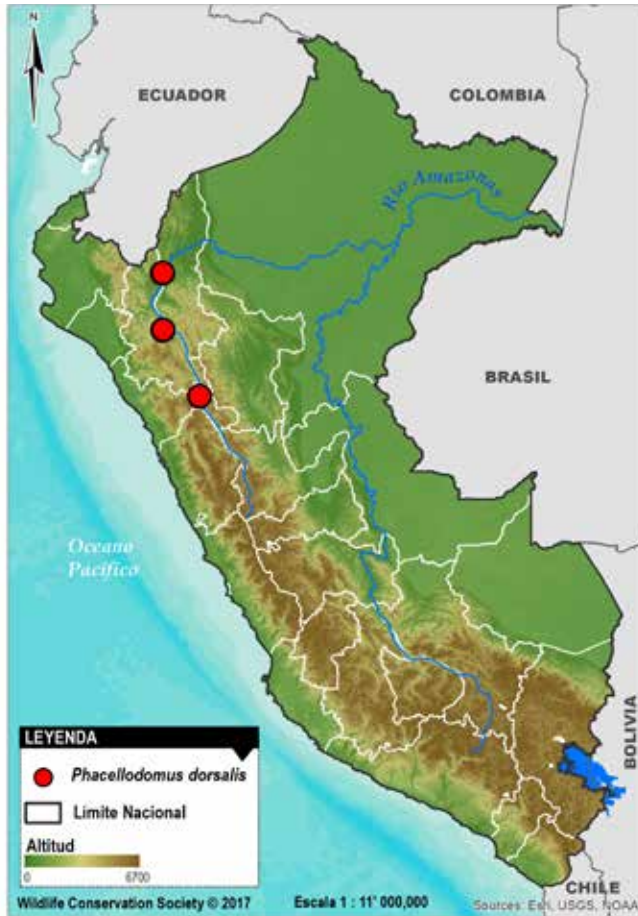 N
ECUADOR
COLOMBIA
Río Amazonas
BRASIL
Oceano
Pacífico
BOLIVIA
LEYENDA
Phacellodomus dorsalis
Limite Nacional
Altitud
0
6700
CHILE
Wildlife Conservation Society © 2017
Escala 1 : 11' 000,000
Sources: Esri, USGS, NOAA